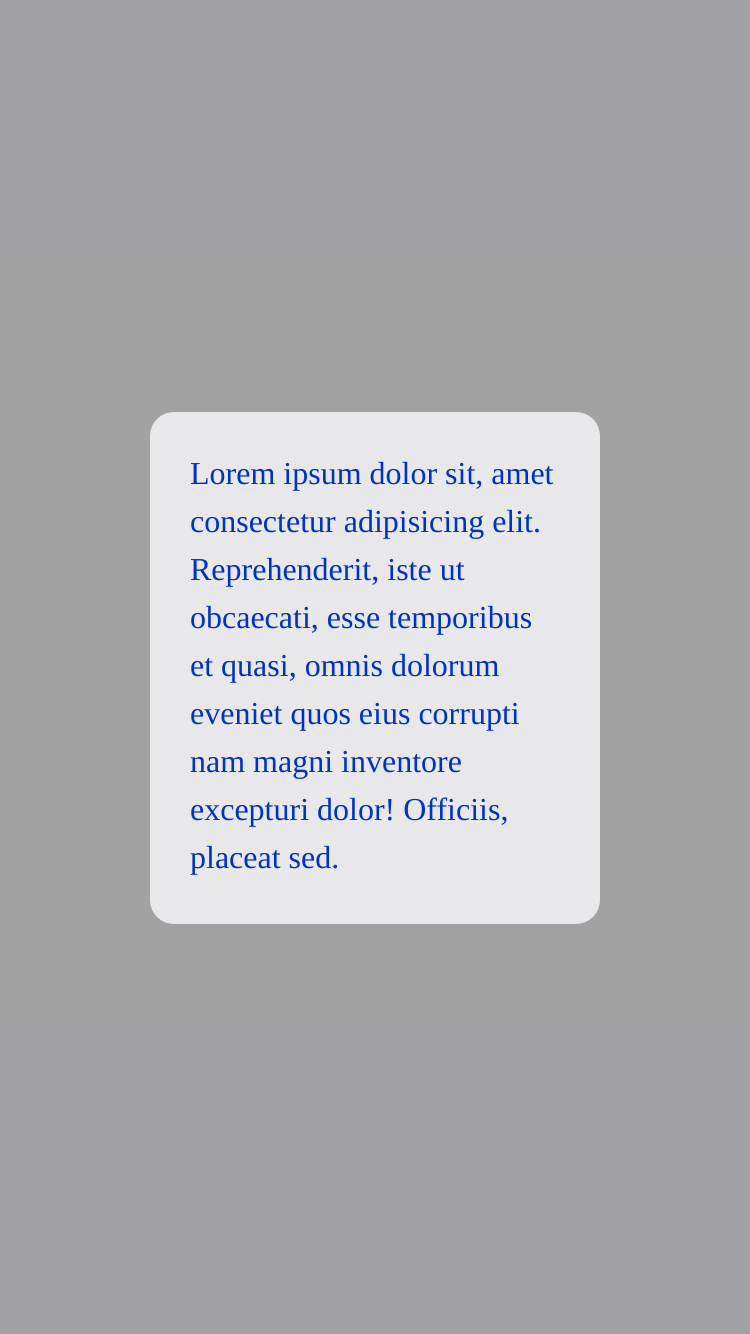 Lorem ipsum dolor sit, amet
consectetur adipisicing elit.
Reprehenderit, iste ut
obcaecati, esse temporibus
et quasi, omnis dolorum
eveniet quos eius corrupti
nam magni inventore
excepturi dolor! Officiis,
placeat sed.